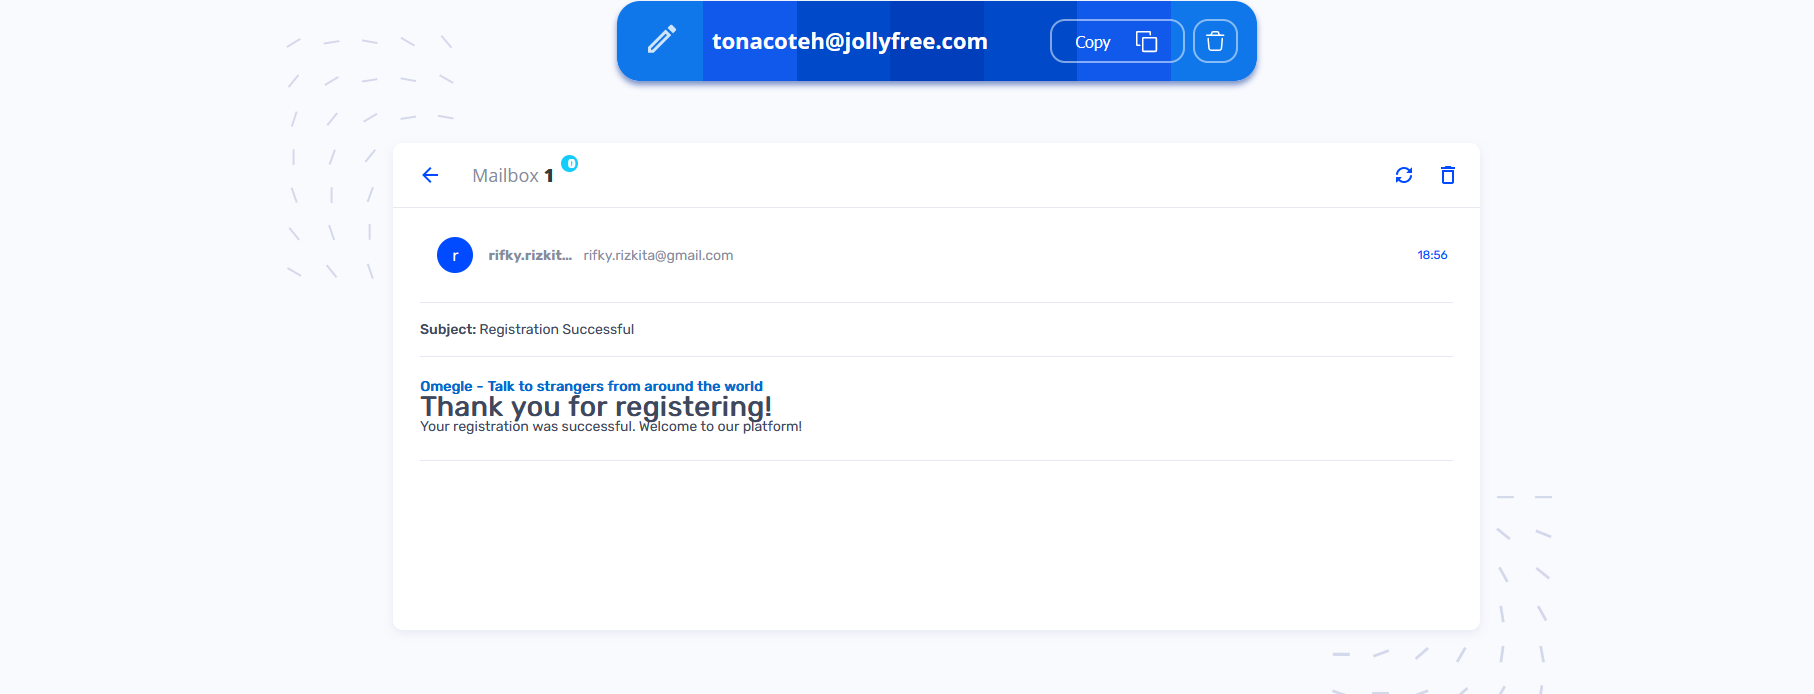 tonacoteh@jollyfree.com Copy
Mailbox 1 0
r rifky.rizkit... rifky.rizkita@gmail.com 18:56
Subject: Registration Successful
Omegle - Talk to strangers from around the world
Thank you for registering!
Your registration was successful. Welcome to our platform!